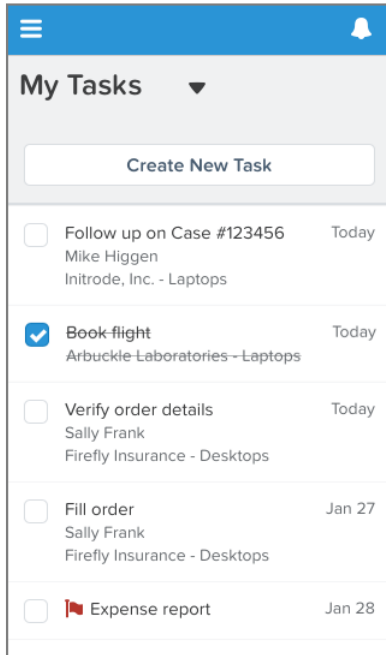 My Tasks
Create New Task
Follow up on Case #123456 Today
Mike Higgen
Initrode, Inc. - Laptops
Book flight Today
Arbuckle Laboratories - Laptops
Verify order details Today
Sally Frank
Firefly Insurance - Desktops
Fill order Jan 27
Sally Frank
Firefly Insurance - Desktops
Expense report Jan 28